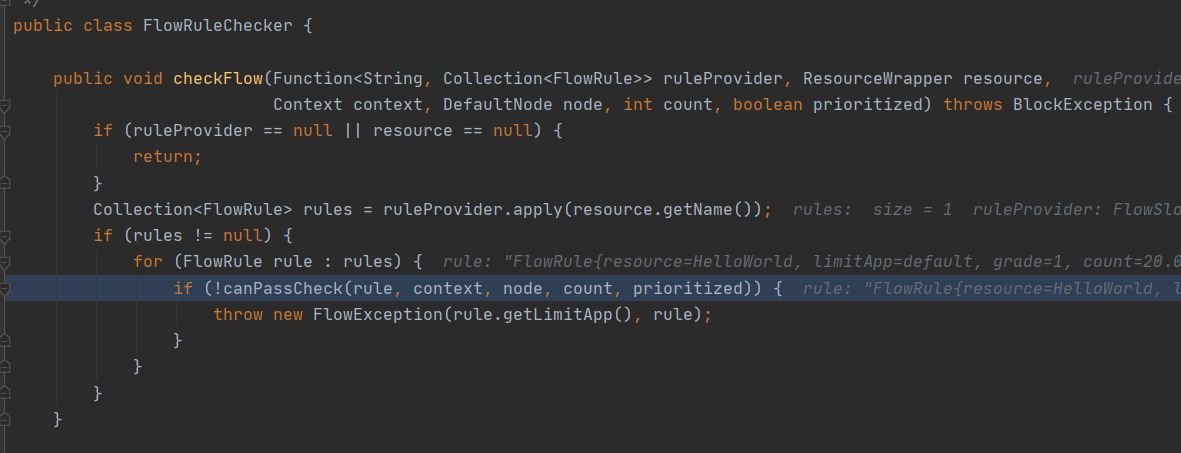 */
public class FlowRuleChecker {
public void checkFlow(Function<String, Collection<FlowRule>> ruleProvider, ResourceWrapper resource, ruleProvide
Context context, DefaultNode node, int count, boolean prioritized) throws BlockException {
if (ruleProvider == null || resource == null) {
return;
}
Collection<FlowRule> rules = ruleProvider.apply(resource.getName()); rules: size = 1 ruleProvider: FlowSlo
if (rules != null) {
for (FlowRule rule : rules) { rule: "FlowRule{resource=HelloWorld, limitApp=default, grade=1, count=20.0
if (!canPassCheck(rule, context, node, count, prioritized)) { rule: "FlowRule{resource=HelloWorld, l
throw new FlowException(rule.getLimitApp(), rule);
}
}
}
}